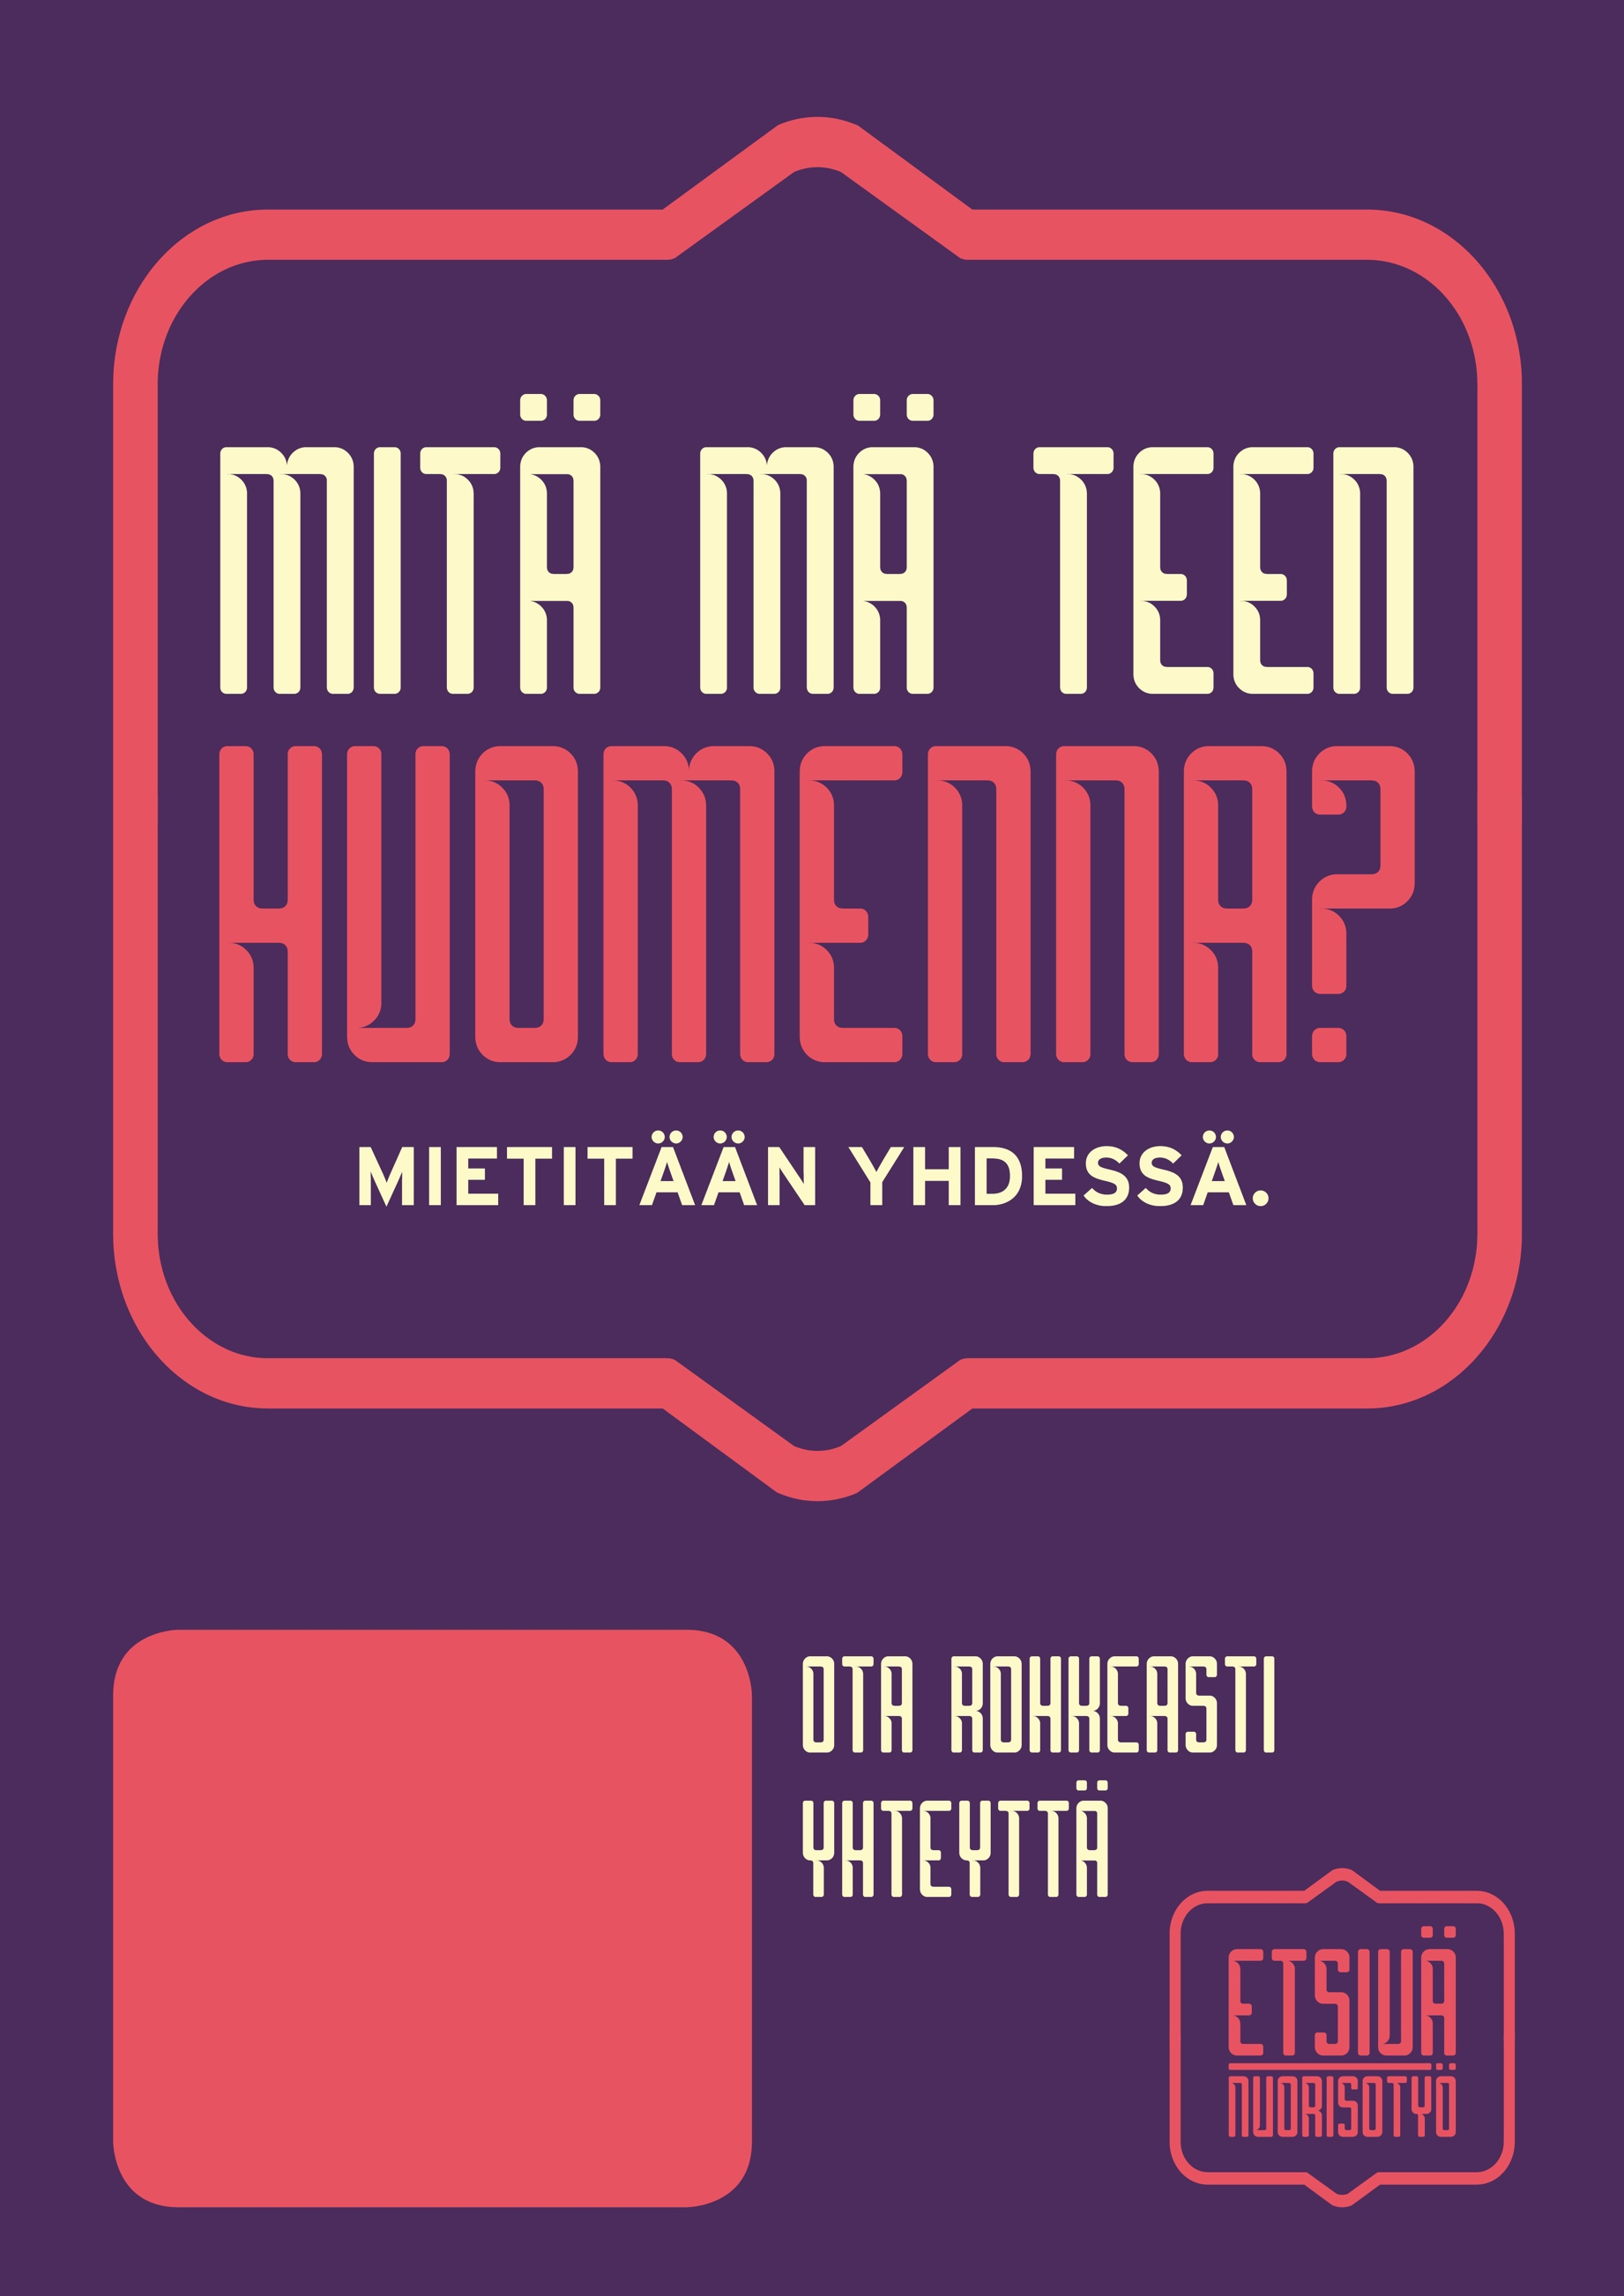 MITÄ MÄ TEEN
HUOMENNA?
MIETITÄÄN YHDESSÄ.
OTA ROHKEASTI
YHTEYTTÄ
ETSIVÄ
NUORISOTYÖ